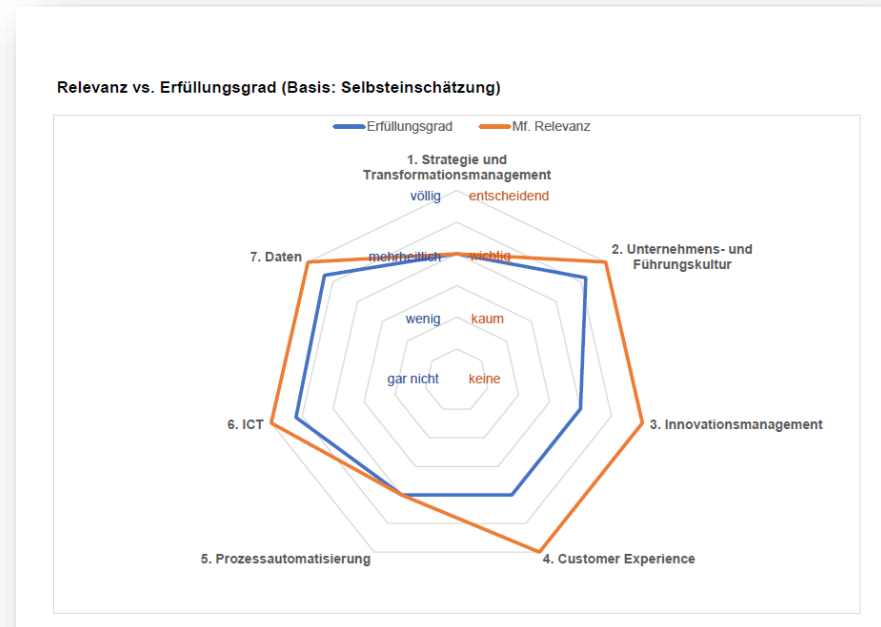 Relevanz vs. Erfüllungsgrad (Basis: Selbsteinschätzung)
Erfüllungsgrad Mf. Relevanz
1. Strategie und
Transformationsmanagement
völlig entscheidend
2. Unternehmens- und
Führungskultur
7. Daten
mehrheitlich wichtig
wenig kaum
gar nicht keine
6. ICT
3. Innovationsmanagement
5. Prozessautomatisierung
4. Customer Experience